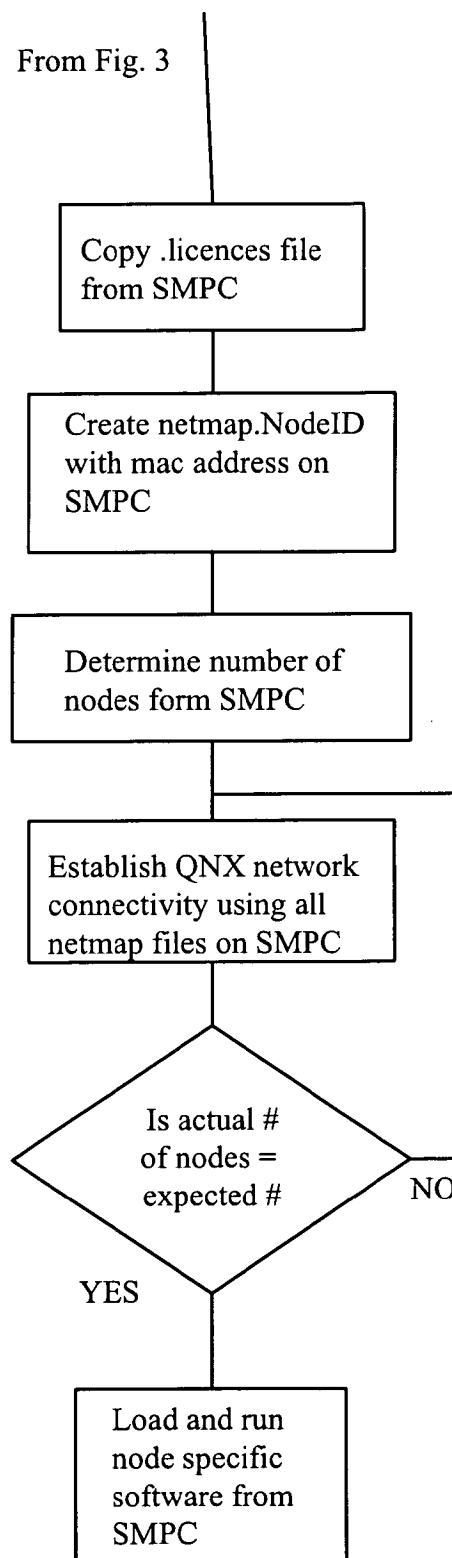 From Fig. 3
Copy .licences file
from SMPC
Create netmap.NodeID
with mac address on
SMPC
Determine number of
nodes form SMPC
Establish QNX network
connectivity using all
netmap files on SMPC
Is actual #
of nodes =
expected #
NO
YES
Load and run
node specific
software from
SMPC